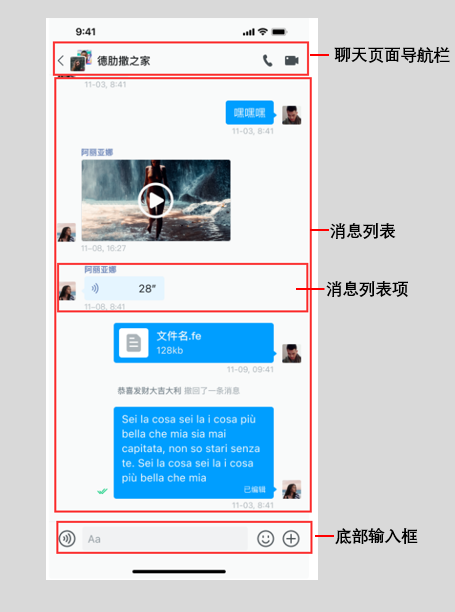 9:41
德肋撒之家
聊天页面导航栏
11-03, 8:41
嘿嘿嘿
11-03, 8:41
阿丽亚娜
消息列表
11-08, 16:27
阿丽亚娜
28"
消息列表项
11-08, 8:41
文件名.fe
128kb
11-09, 09:41
恭喜发财大吉大利 撤回了一条消息
Sei la cosa sei la i cosa più
bella che mia sia mai
capitata, non so stari senza
te. Sei la cosa sei la i cosa
più bella che mia
已编辑
11-03, 8:41
Aa
底部输入框